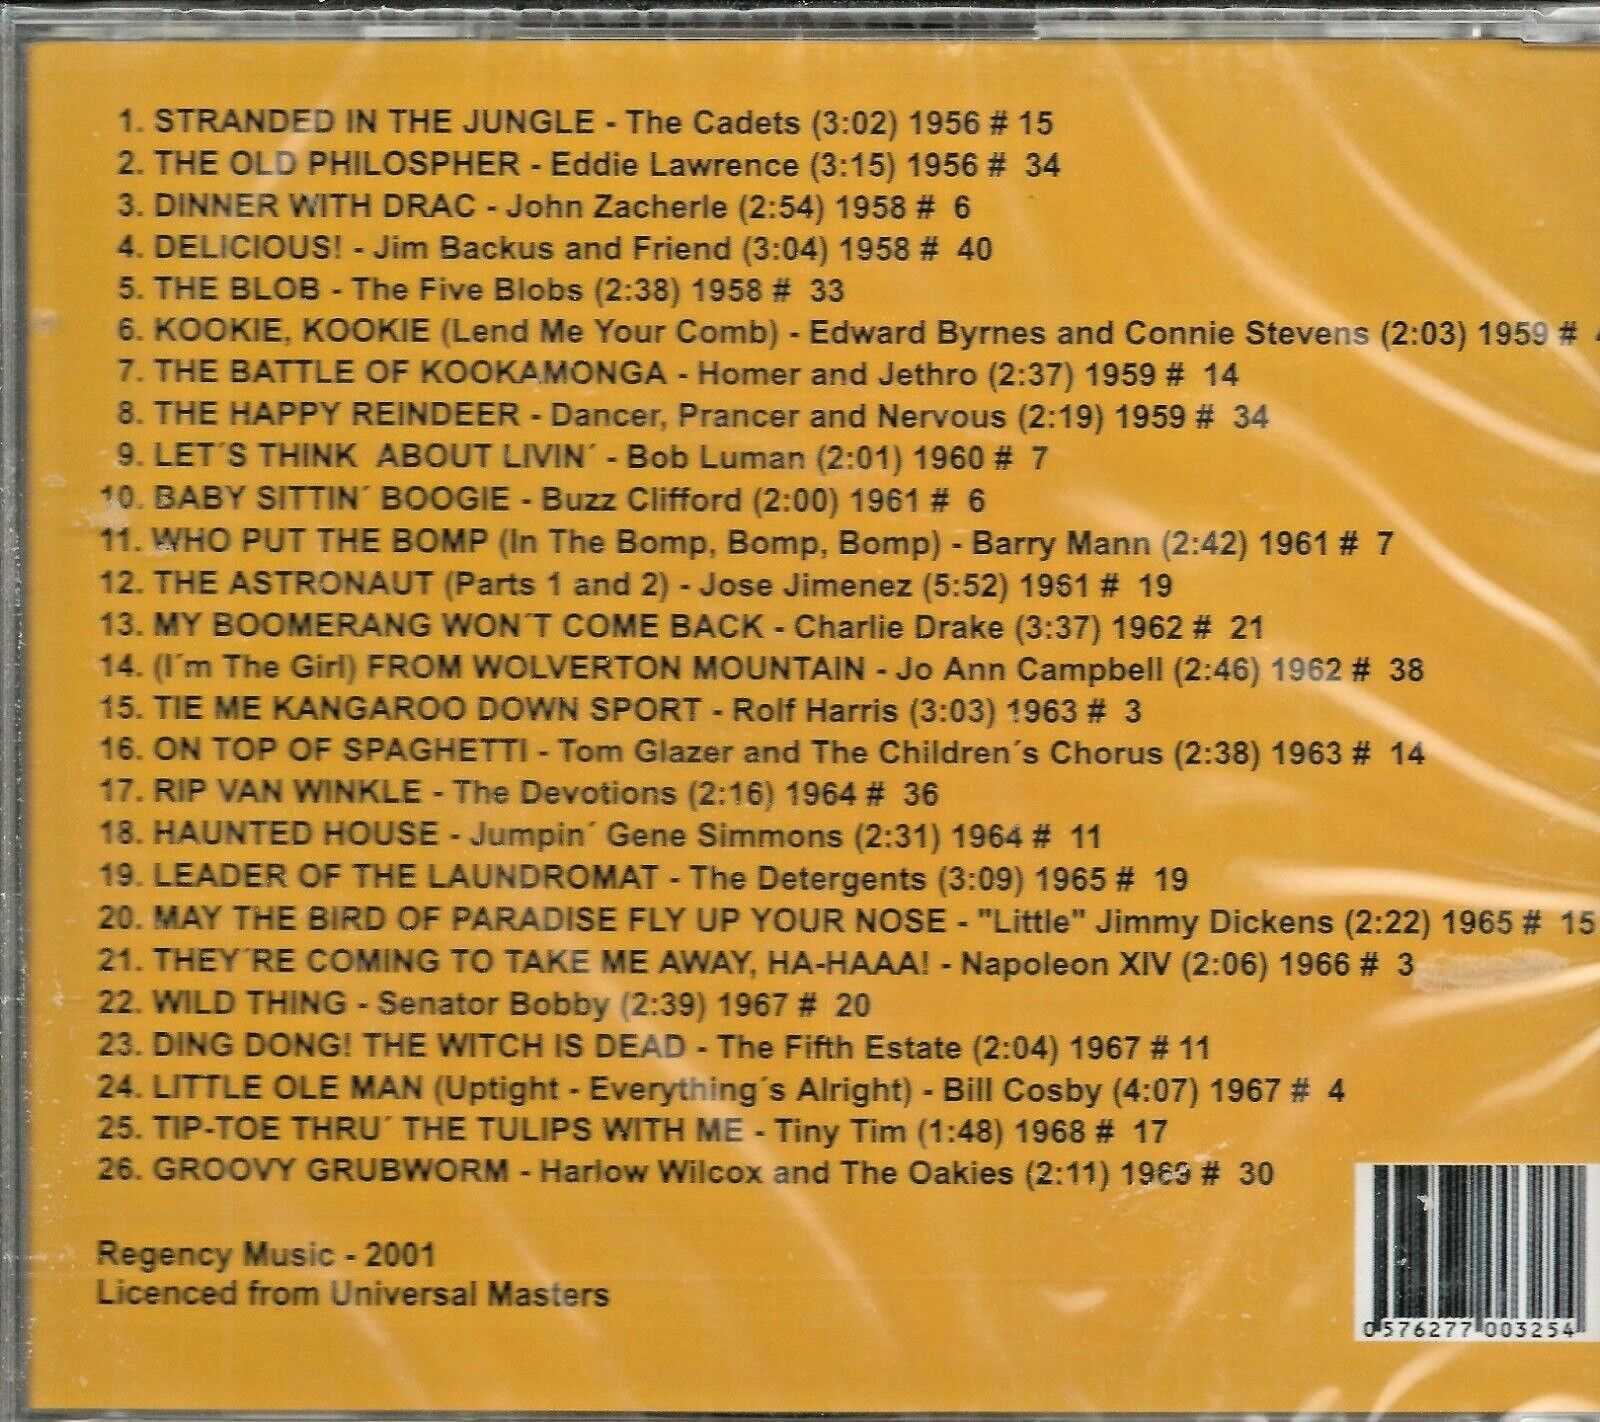 1. STRANDED IN THE JUNGLE - The Cadets (3:02) 1956 # 15
2. THE OLD PHILOSPHER - Eddie Lawrence (3:15) 1956 # 34
3. DINNER WITH DRAC - John Zacherle (2:54) 1958 # 6
4. DELICIOUS! - Jim Backus and Friend (3:04) 1958 # 40
5. THE BLOB - The Five Blobs (2:38) 1958 # 33
6. KOOKIE, KOOKIE (Lend Me Your Comb) - Edward Byrnes and Connie Stevens (2:03) 1959 #
7. THE BATTLE OF KOOKAMONGA - Homer and Jethro (2:37) 1959 # 14
8. THE HAPPY REINDEER - Dancer, Prancer and Nervous (2:19) 1959 # 34
9. LET´S THINK ABOUT LIVIN´ - Bob Luman (2:01) 1960 # 7
10. BABY SITTIN´ BOOGIE - Buzz Clifford (2:00) 1961 # 6
11. WHO PUT THE BOMP (In The Bomp, Bomp, Bomp) - Barry Mann (2:42) 1961 # 7
12. THE ASTRONAUT (Parts 1 and 2) - Jose Jimenez (5:52) 1961 # 19
13. MY BOOMERANG WON´T COME BACK - Charlie Drake (3:37) 1962 # 21
14. (I´m The Girl) FROM WOLVERTON MOUNTAIN - Jo Ann Campbell (2:46) 1962 # 38
15. TIE ME KANGAROO DOWN SPORT - Rolf Harris (3:03) 1963 # 3
16. ON TOP OF SPAGHETTI - Tom Glazer and The Children´s Chorus (2:38) 1963 # 14
17. RIP VAN WINKLE - The Devotions (2:16) 1964 # 36
18. HAUNTED HOUSE - Jumpin´ Gene Simmons (2:31) 1964 # 11
19. LEADER OF THE LAUNDROMAT - The Detergents (3:09) 1965 # 19
20. MAY THE BIRD OF PARADISE FLY UP YOUR NOSE - "Little" Jimmy Dickens (2:22) 1965 # 15
21. THEY´RE COMING TO TAKE ME AWAY, HA-HAAA! - Napoleon XIV (2:06) 1966 # 3
22. WILD THING - Senator Bobby (2:39) 1967 # 20
23. DING DONG! THE WITCH IS DEAD - The Fifth Estate (2:04) 1967 # 11
24. LITTLE OLE MAN (Uptight - Everything´s Alright) - Bill Cosby (4:07) 1967 # 4
25. TIP-TOE THRU´ THE TULIPS WITH ME - Tiny Tim (1:48) 1968 # 17
26. GROOVY GRUBWORM - Harlow Wilcox and The Oakies (2:11) 1969 # 30
Regency Music - 2001
Licenced from Universal Masters
0576277003254